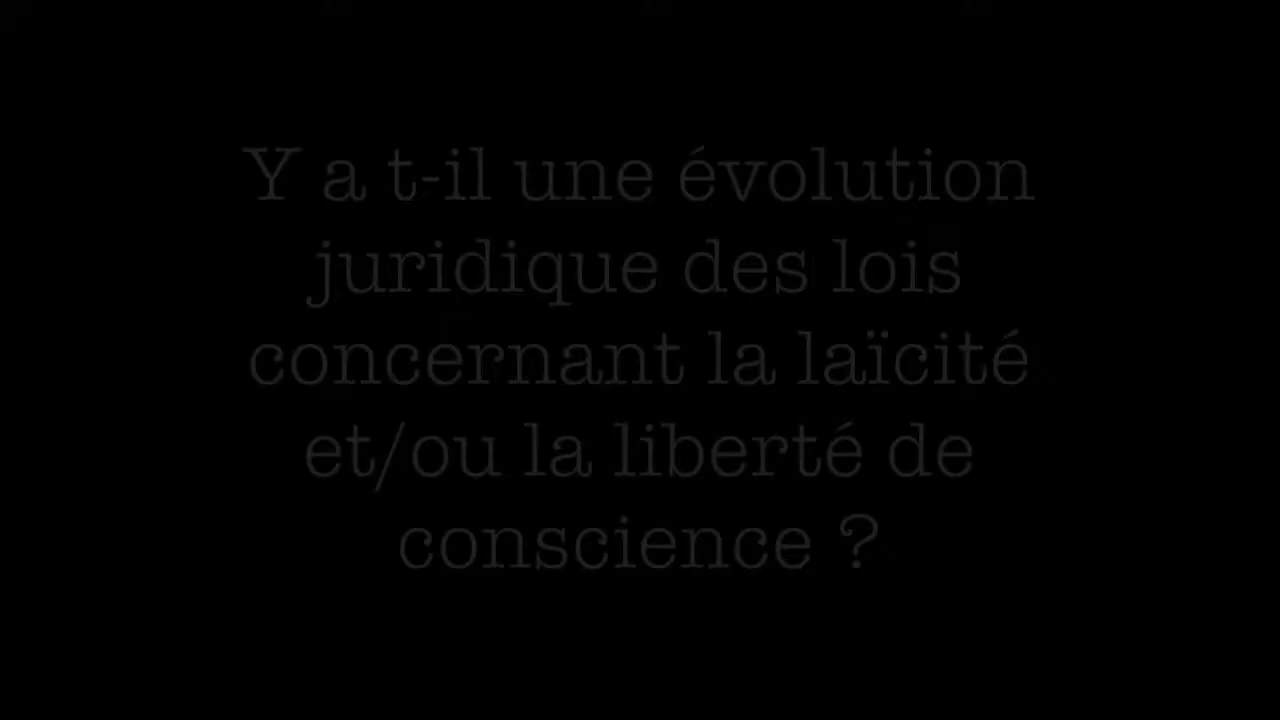 Y a t-il une évolution
juridique des lois
concernant la laïcité
et/ou la liberté de
conscience ?